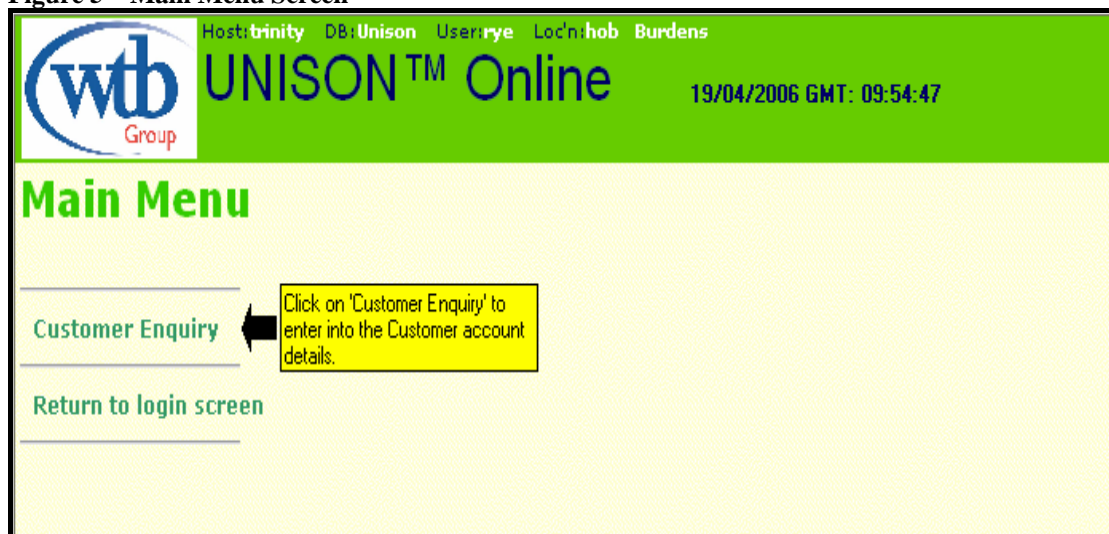 Figure 3 – Main Menu Screen
Host:trinity DB:Unison User:rye Loc'n:hob Burdens
wtb
Group
UNISON™ Online
19/04/2006 GMT: 09:54:47
Main Menu
Customer Enquiry
Click on 'Customer Enquiry' to
enter into the Customer account
details.
Return to login screen